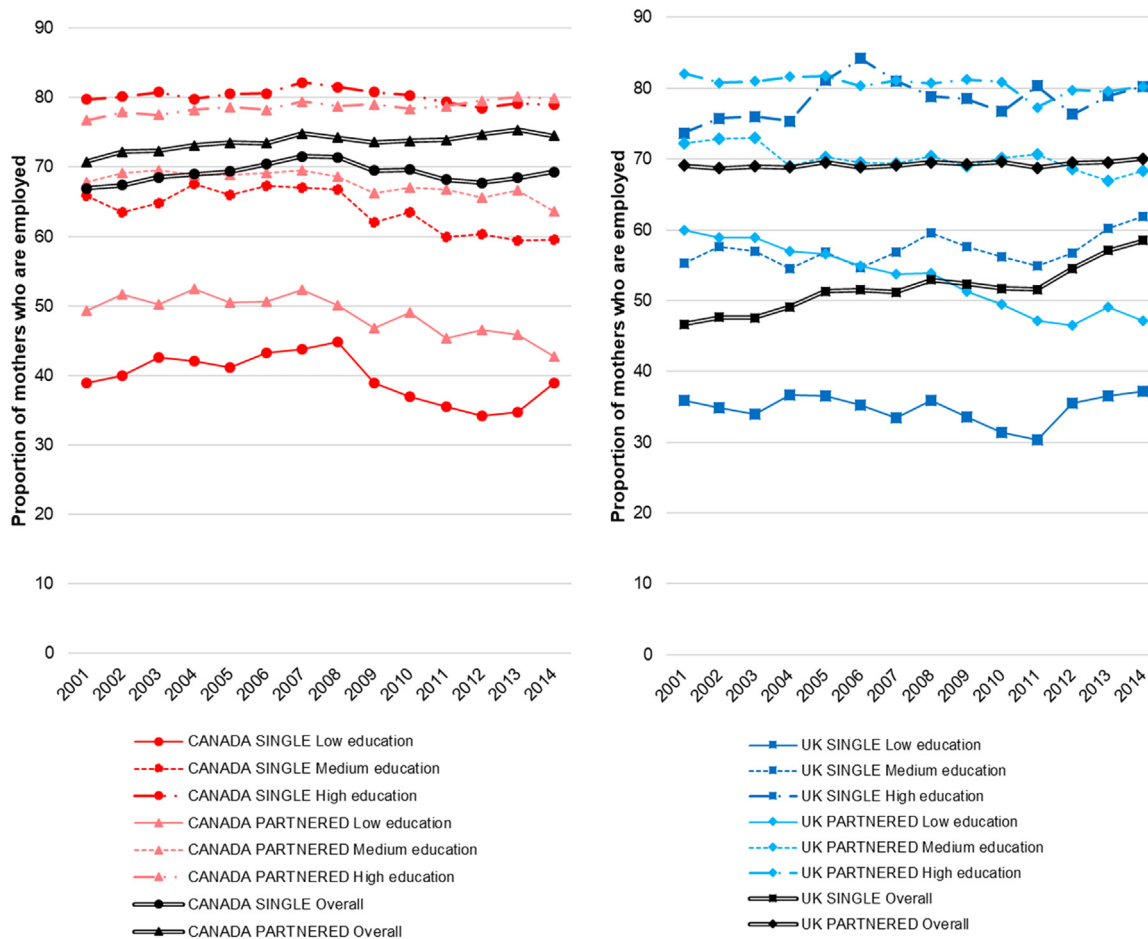 Proportion of mothers who are employed
90
80
70
60
50
40
30
20
10
0
2001
2002
2003
2004
2005
2006
2007
2008
2009
2010
2011
2012
2013
2014
CANADA SINGLE Low education
CANADA SINGLE Medium education
CANADA SINGLE High education
CANADA PARTNERED Low education
CANADA PARTNERED Medium education
CANADA PARTNERED High education
CANADA SINGLE Overall
CANADA PARTNERED Overall
Proportion of mothers who are employed
90
80
70
60
50
40
30
20
10
0
2001
2002
2003
2004
2005
2006
2007
2008
2009
2010
2011
2012
2013
2014
UK SINGLE Low education
UK SINGLE Medium education
UK SINGLE High education
UK PARTNERED Low education
UK PARTNERED Medium education
UK PARTNERED High education
UK SINGLE Overall
UK PARTNERED Overall